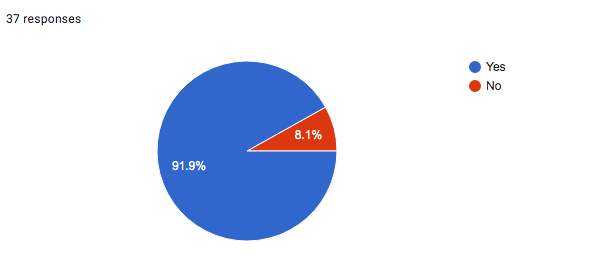 37 responses
Yes
No
8.1%
91.9%